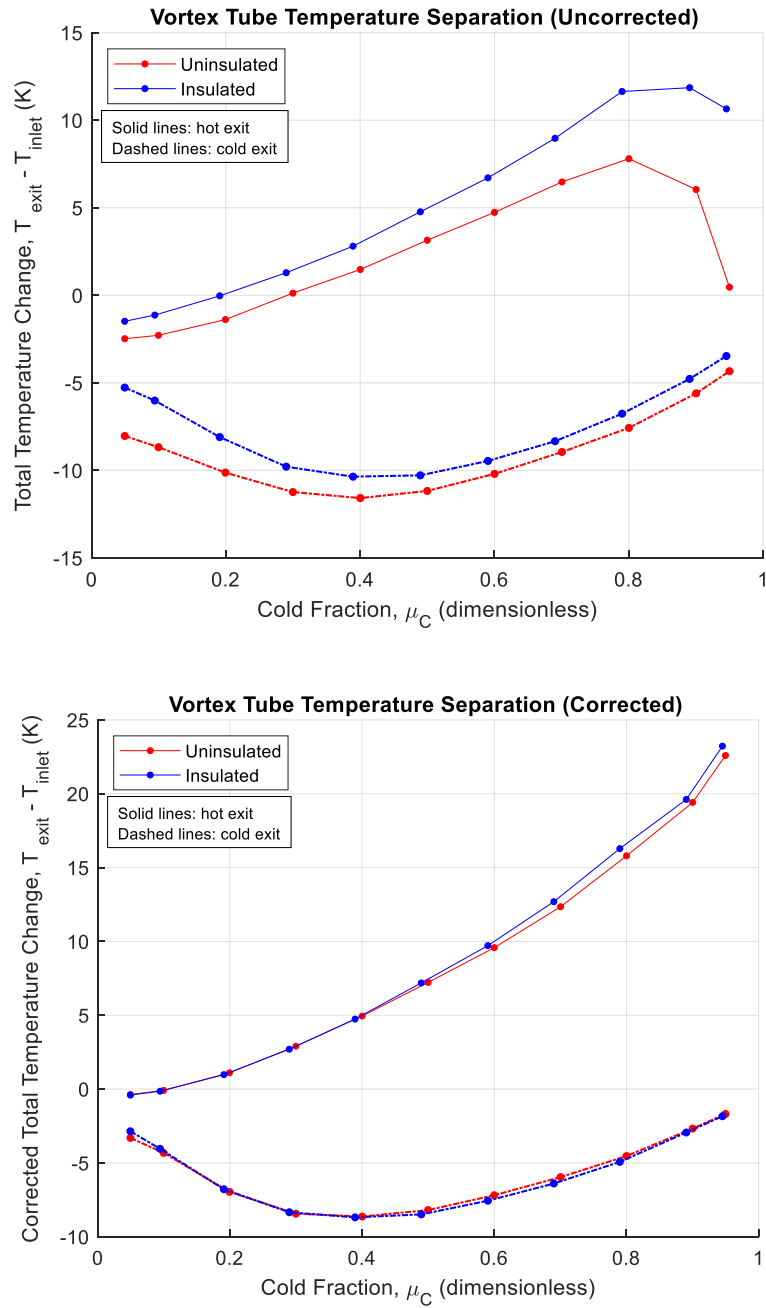 Vortex Tube Temperature Separation (Uncorrected)
Total Temperature Change, T_exit - T_inlet (K)
15
10
5
0
-5
-10
-15
Uninsulated
Insulated
Solid lines: hot exit
Dashed lines: cold exit
0 0.2 0.4 0.6 0.8 1
Cold Fraction, μ_C (dimensionless)
Vortex Tube Temperature Separation (Corrected)
Corrected Total Temperature Change, T_exit - T_inlet (K)
25
20
15
10
5
0
-5
-10
Uninsulated
Insulated
Solid lines: hot exit
Dashed lines: cold exit
0 0.2 0.4 0.6 0.8 1
Cold Fraction, μ_C (dimensionless)